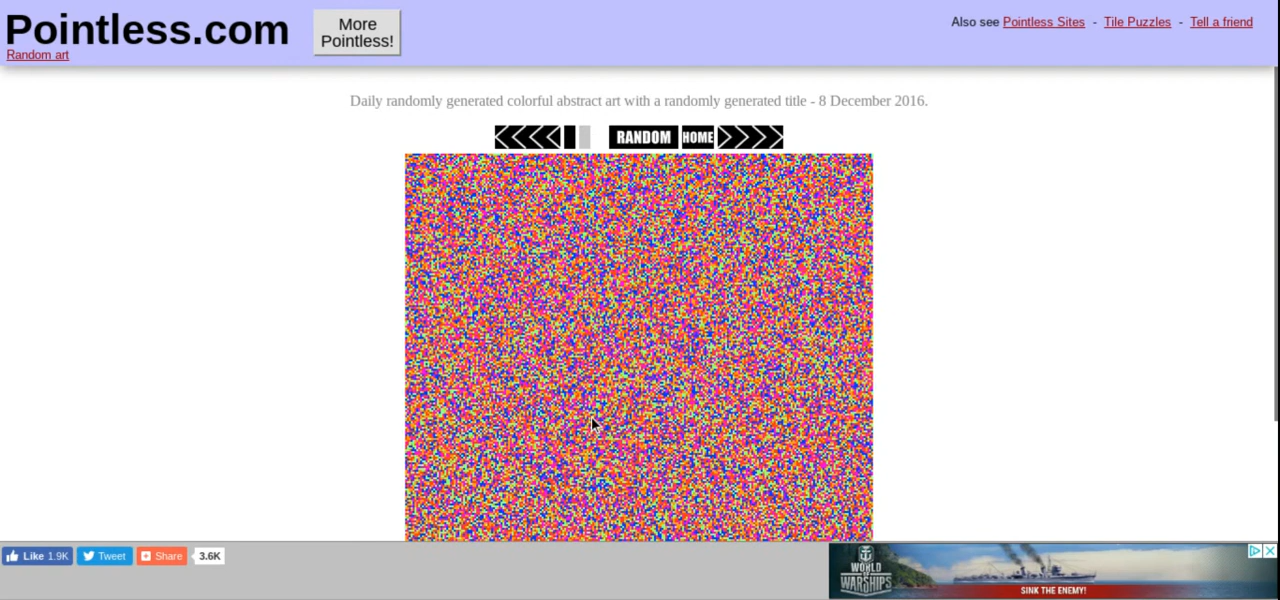 Pointless.com
Random art
More
Pointless!
Also see Pointless Sites - Tile Puzzles - Tell a friend
Daily randomly generated colorful abstract art with a randomly generated title - 8 December 2016.
RANDOM HOME
Like 1.9K Tweet Share 3.6K
WORLD
OF
WARSHIPS
SINK THE ENEMY!